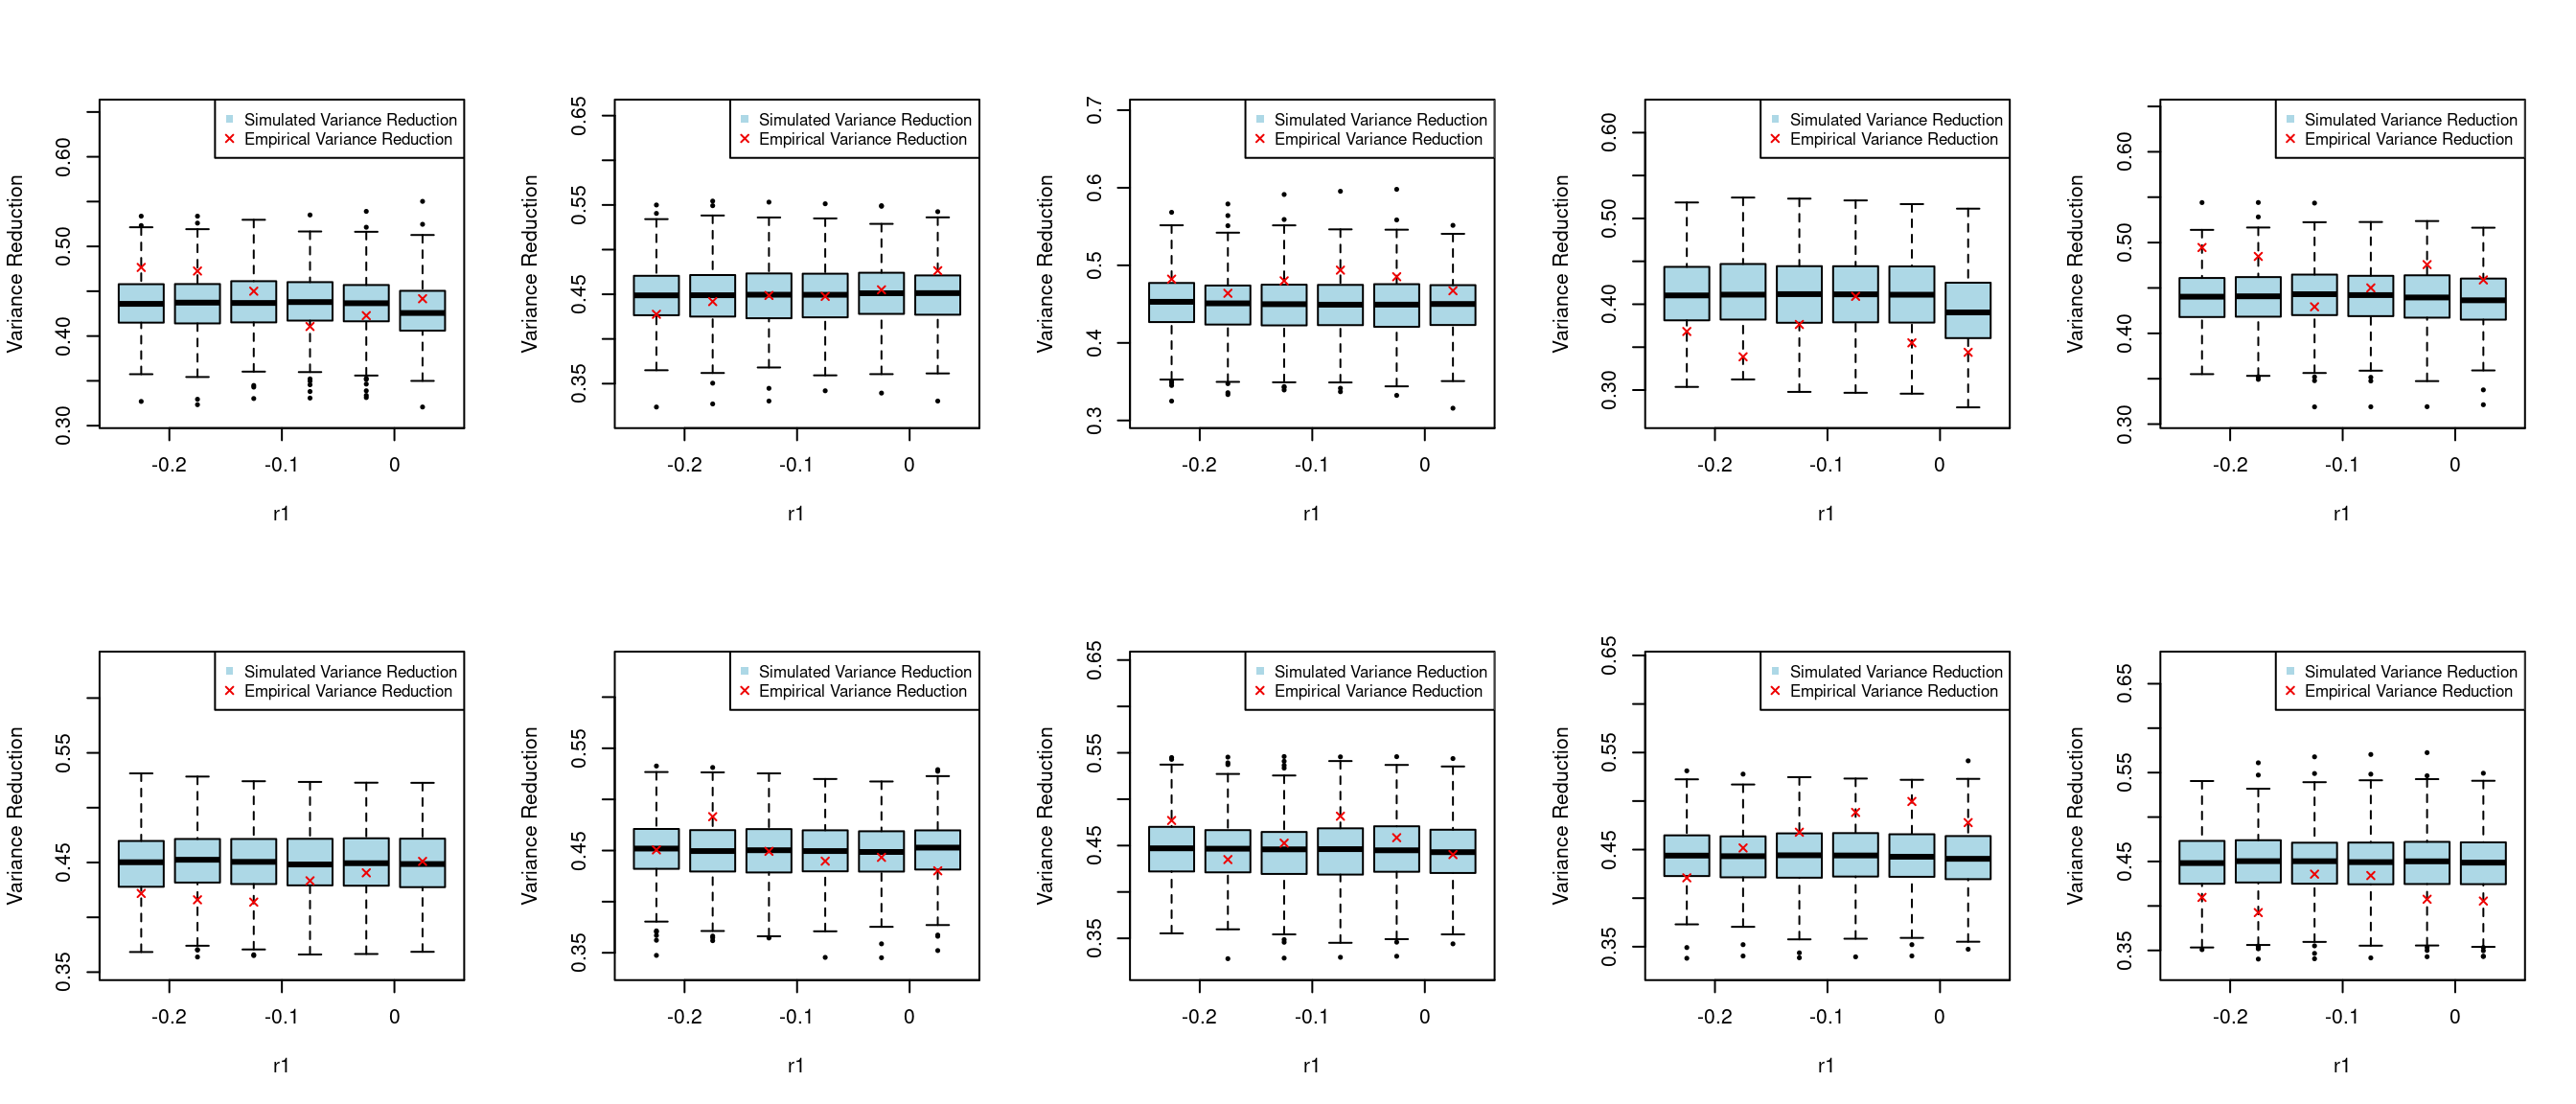 Simulated Variance Reduction
Empirical Variance Reduction
Variance Reduction
0.30 0.40 0.50 0.60
-0.2 -0.1 0
r1
Simulated Variance Reduction
Empirical Variance Reduction
Variance Reduction
0.35 0.45 0.55 0.65
-0.2 -0.1 0
r1
Simulated Variance Reduction
Empirical Variance Reduction
Variance Reduction
0.3 0.4 0.5 0.6 0.7
-0.2 -0.1 0
r1
Simulated Variance Reduction
Empirical Variance Reduction
Variance Reduction
0.30 0.40 0.50 0.60
-0.2 -0.1 0
r1
Simulated Variance Reduction
Empirical Variance Reduction
Variance Reduction
0.30 0.40 0.50 0.60
-0.2 -0.1 0
r1
Simulated Variance Reduction
Empirical Variance Reduction
Variance Reduction
0.35 0.45 0.55
-0.2 -0.1 0
r1
Simulated Variance Reduction
Empirical Variance Reduction
Variance Reduction
0.35 0.45 0.55
-0.2 -0.1 0
r1
Simulated Variance Reduction
Empirical Variance Reduction
Variance Reduction
0.35 0.45 0.55 0.65
-0.2 -0.1 0
r1
Simulated Variance Reduction
Empirical Variance Reduction
Variance Reduction
0.35 0.45 0.55 0.65
-0.2 -0.1 0
r1
Simulated Variance Reduction
Empirical Variance Reduction
Variance Reduction
0.35 0.45 0.55 0.65
-0.2 -0.1 0
r1